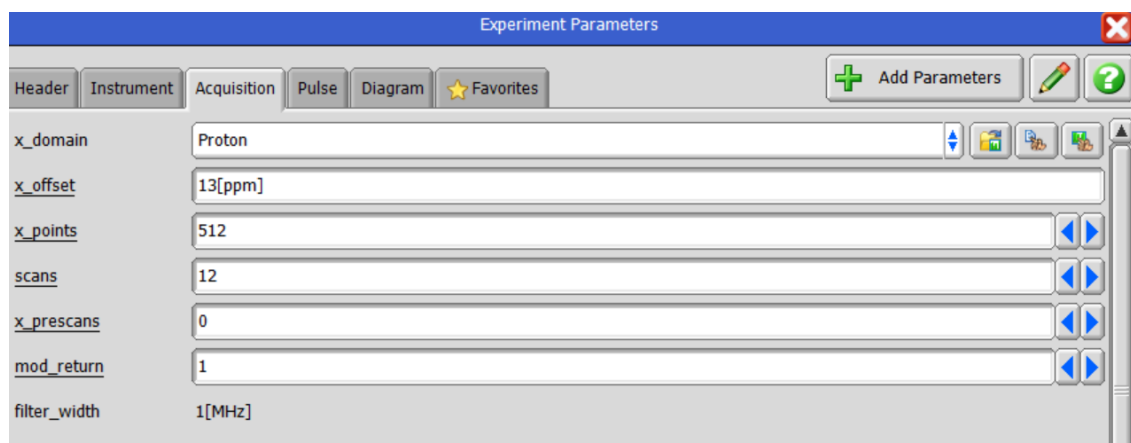 Experiment Parameters
Header Instrument Acquisition Pulse Diagram Favorites Add Parameters
x_domain Proton
x_offset 13[ppm]
x_points 512
scans 12
x_prescans 0
mod_return 1
filter_width 1[MHz]